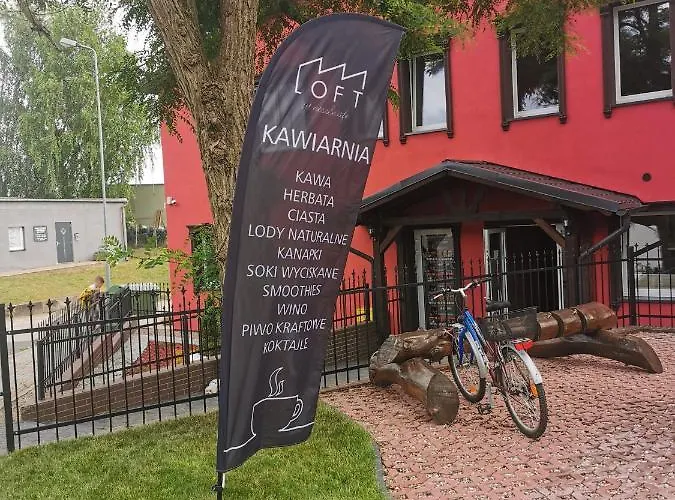 LOFT
KAWIARNIA
KAWA
HERBATA
CIASTA
LODY NATURALNE
KANAPKI
SOKI WYCISKANE
SMOOTHIES
WINO
PIWO KRAFTOWE
KOKTAJLE